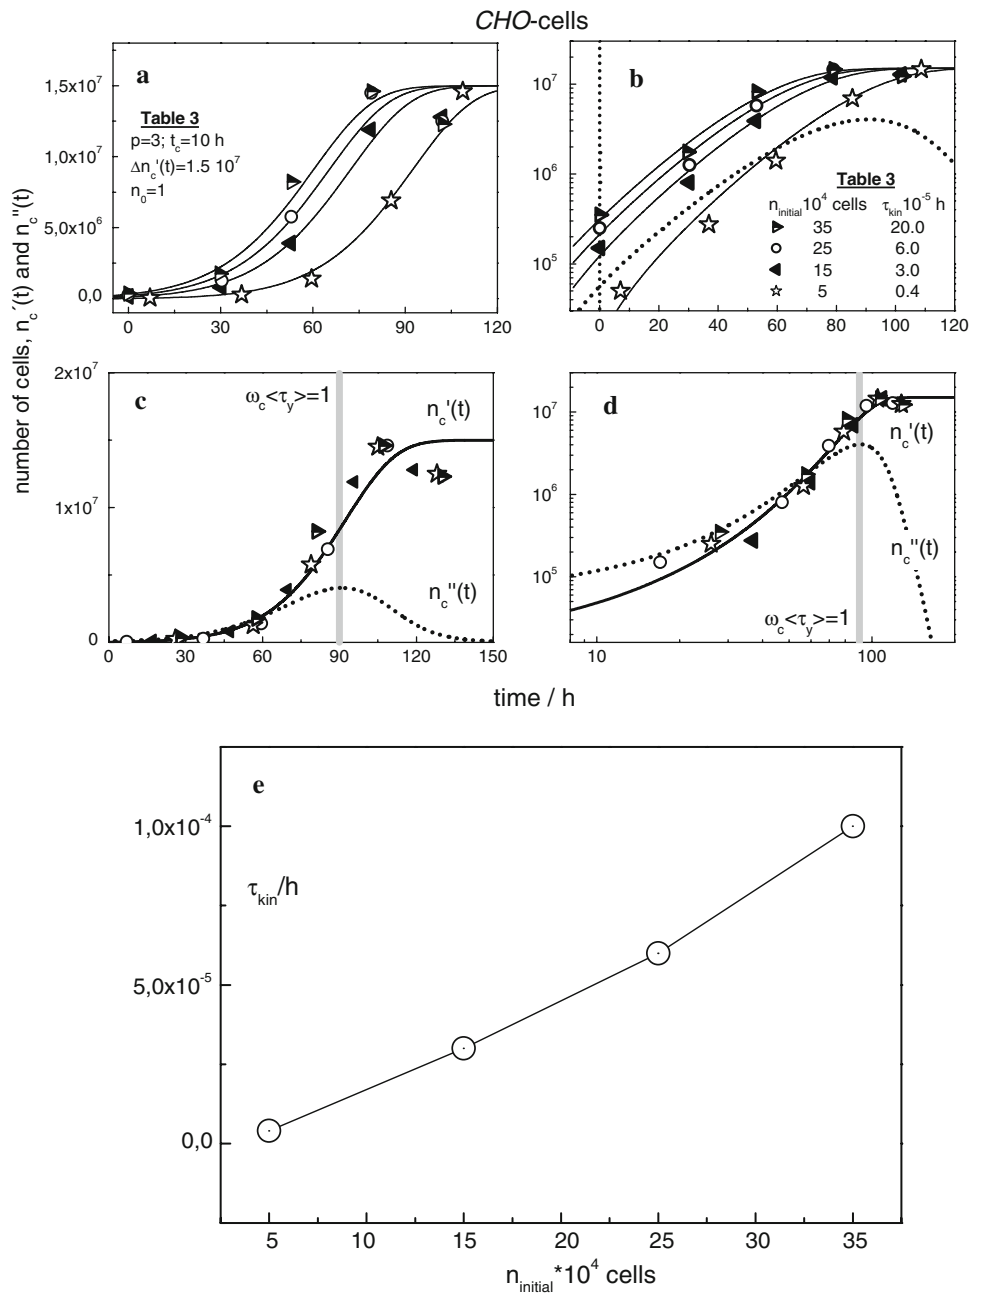 CHO-cells
number of cells, n_c´(t) and n_c''(t)
a
1,5x10^7
1,0x10^7
5,0x10^6
0,0
Table 3
p=3; t_c=10 h
Δn_c'(t)=1.5 10^7
n_0=1
0 30 60 90 120
b
10^7
10^6
10^5
Table 3
n_initial 10^4 cells τ_kin 10^-5 h
35 20.0
25 6.0
15 3.0
5 0.4
0 20 40 60 80 100 120
c
2x10^7
1x10^7
0
ω_c<τ_y>=1
n_c'(t)
n_c''(t)
0 30 60 90 120 150
d
10^7
10^6
10^5
n_c'(t)
n_c''(t)
ω_c<τ_y>=1
10 100
time / h
e
1,0x10^-4
τ_kin/h
5,0x10^-5
0,0
5 15 20 25 30 35
n_initial*10^4 cells